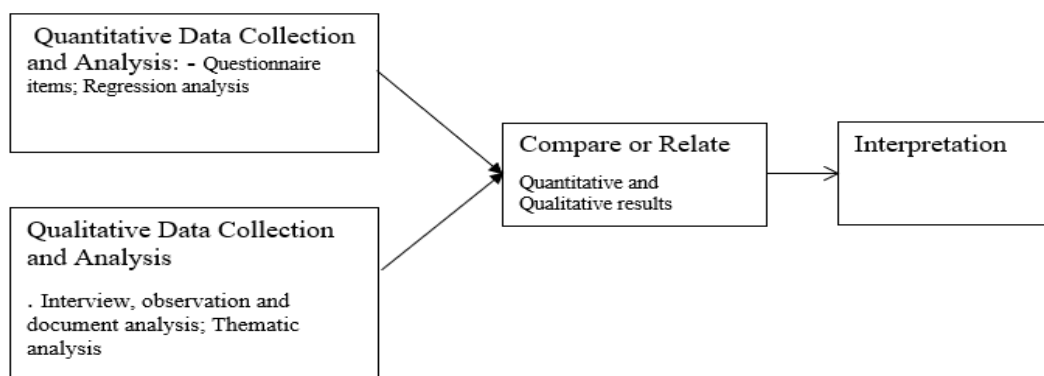 Quantitative Data Collection
and Analysis: - Questionnaire
items; Regression analysis
Qualitative Data Collection
and Analysis
. Interview, observation and
document analysis; Thematic
analysis
Compare or Relate
Quantitative and
Qualitative results
Interpretation